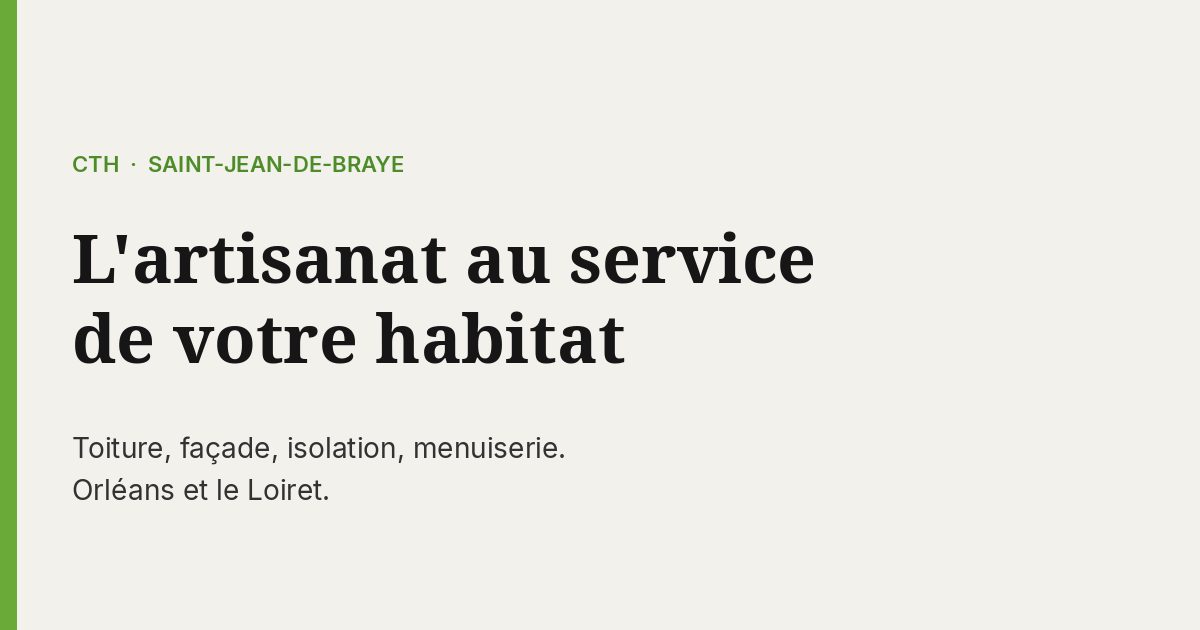 CTH · SAINT-JEAN-DE-BRAYE
L'artisanat au service
de votre habitat
Toiture, façade, isolation, menuiserie.
Orléans et le Loiret.